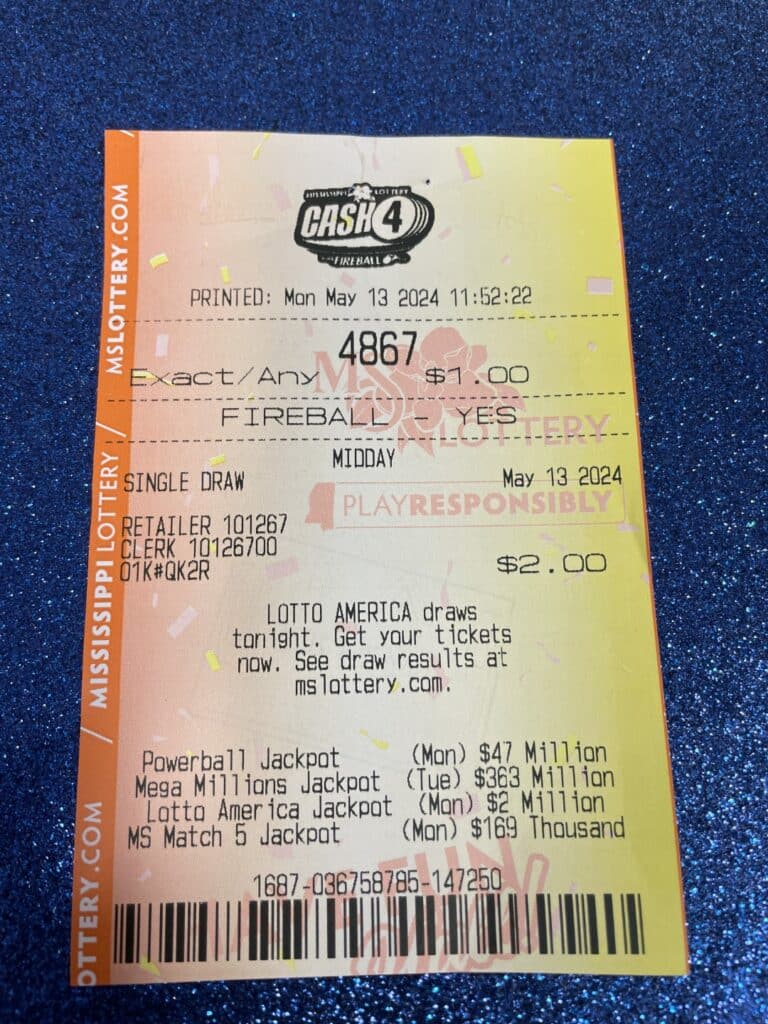 MISSISSIPPI LOTTERY
CASH 4
FIREBALL
PRINTED: Mon May 13 2024 11:52:22
4867
Exact/Any $1.00
FIREBALL - YES
MS LOTTERY
MIDDAY
SINGLE DRAW May 13 2024
PLAYRESPONSIBLY
RETAILER 101267
CLERK 10126700
01K#QK2R $2.00
LOTTO AMERICA draws
tonight. Get your tickets
now. See draw results at
mslottery.com.
Powerball Jackpot (Mon) $47 Million
Mega Millions Jackpot (Tue) $363 Million
Lotto America Jackpot (Mon) $2 Million
MS Match 5 Jackpot (Mon) $169 Thousand
1687-036758785-147250
OTTERY.COM / MISSISSIPPI LOTTERY / MSLOTTERY.COM